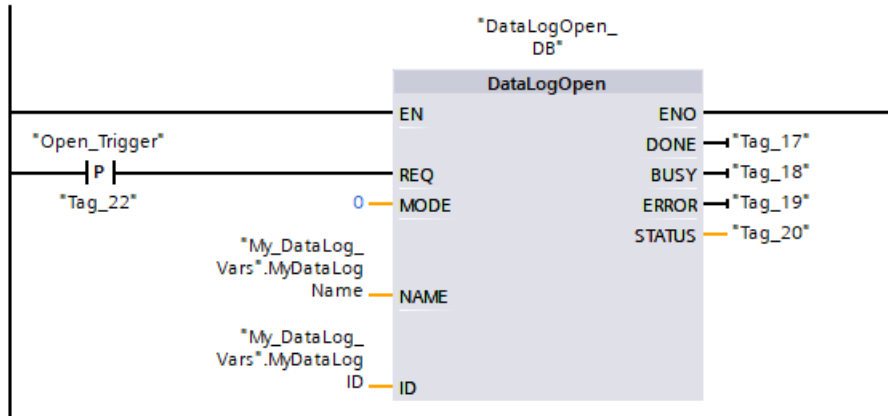 "DataLogOpen_
DB"
DataLogOpen
EN
ENO
"Open_Trigger"
P
"Tag_22"
REQ
DONE
"Tag_17"
BUSY
"Tag_18"
0
MODE
ERROR
"Tag_19"
STATUS
"Tag_20"
"My_DataLog_
Vars".MyDataLog
Name
NAME
"My_DataLog_
Vars".MyDataLog
ID
ID